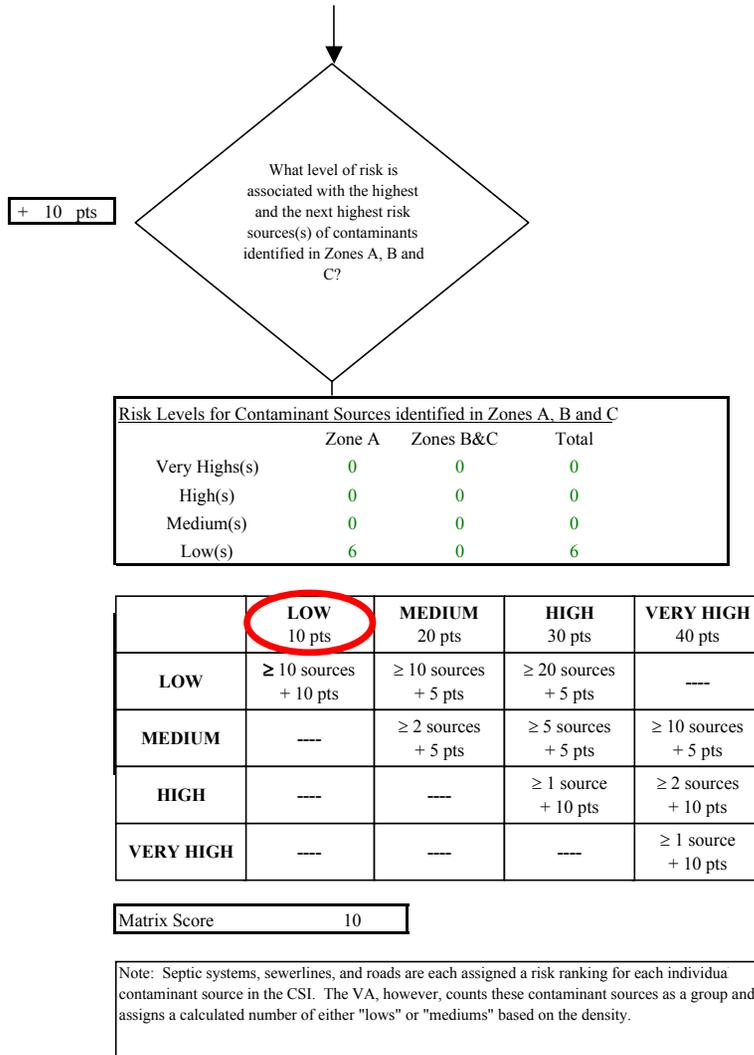 What level of risk is
associated with the highest
and the next highest risk
sources(s) of contaminants
identified in Zones A, B and
C?
+ 10 pts
Risk Levels for Contaminant Sources identified in Zones A, B and C
Zone A Zones B&C Total
Very Highs(s) 0 0 0
High(s) 0 0 0
Medium(s) 0 0 0
Low(s) 6 0 6
LOW MEDIUM HIGH VERY HIGH
10 pts 20 pts 30 pts 40 pts
LOW ≥ 10 sources + 10 pts ≥ 10 sources + 5 pts ≥ 20 sources + 5 pts ----
MEDIUM ---- ≥ 2 sources + 5 pts ≥ 5 sources + 5 pts ≥ 10 sources + 5 pts
HIGH ---- ---- ≥ 1 source + 10 pts ≥ 2 sources + 10 pts
VERY HIGH ---- ---- ---- ≥ 1 source + 10 pts
Matrix Score 10
Note: Septic systems, sewerlines, and roads are each assigned a risk ranking for each individua
contaminant source in the CSI. The VA, however, counts these contaminant sources as a group and
assigns a calculated number of either "lows" or "mediums" based on the density.